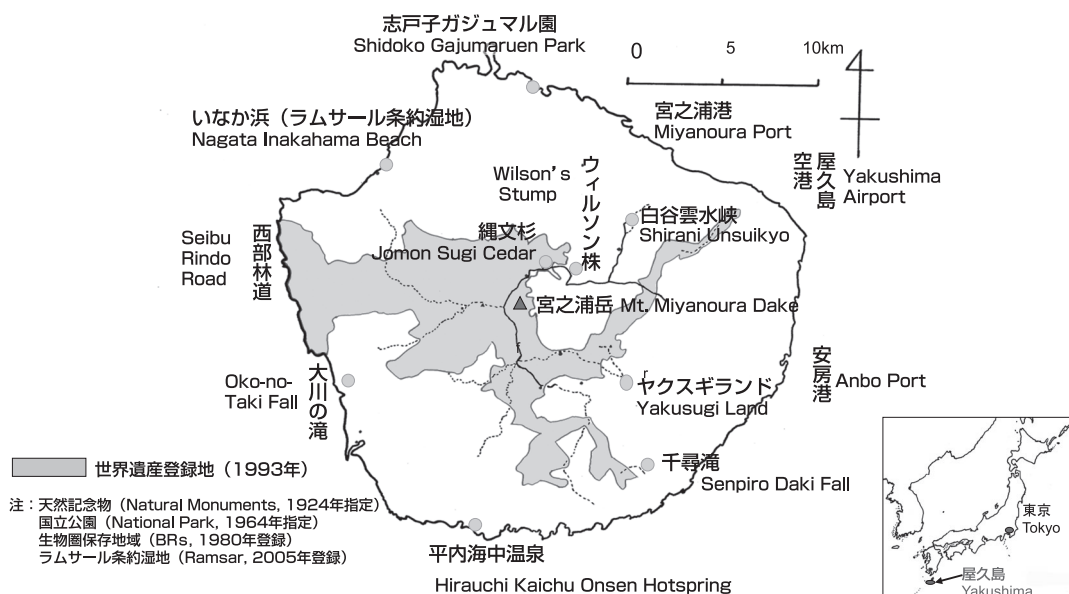 志戸子ガジュマル園
Shidoko Gajumaruen Park
0 5 10km
いなか浜（ラムサール条約湿地）
Nagata Inakahama Beach
宮之浦港
Miyanoura Port
屋久島
空港
Yakushima
Airport
Wilson's
Stump
ウィルソン株
白谷雲水峡
Shirani Unsuikyo
縄文杉
Jomon Sugi Cedar
Seibu
Rindo
Road
西部林道
宮之浦岳 Mt. Miyanoura Dake
Oko-no-
Taki Fall
大川の滝
ヤクスギランド
Yakusugi Land
安房港
Anbo Port
千尋滝
Senpiro Daki Fall
平内海中温泉
Hirauchi Kaichu Onsen Hotspring
世界遺産登録地（1993年）
注：天然記念物（Natural Monuments, 1924年指定）
国立公園（National Park, 1964年指定）
生物圏保存地域（BRs, 1980年登録）
ラムサール条約湿地（Ramsar, 2005年登録）
東京
Tokyo
屋久島
Yakushima